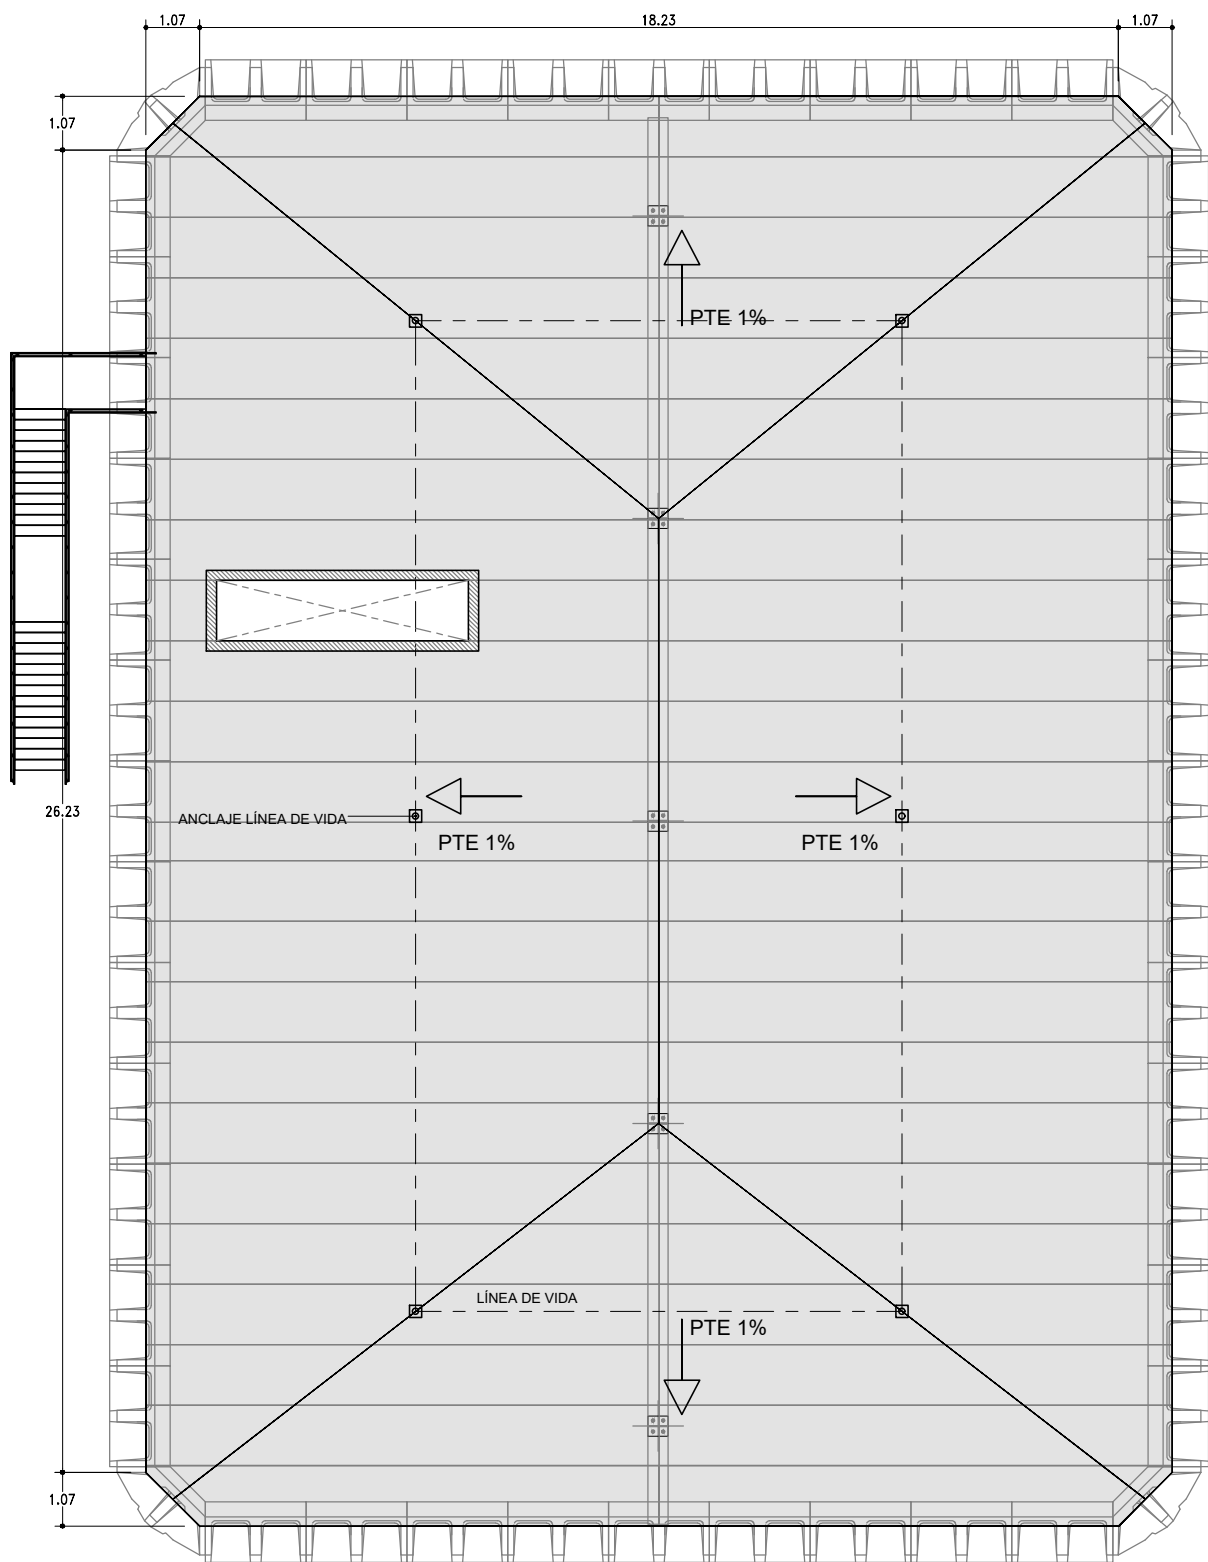 1.07
18.23
1.07
1.07
PTE 1%
26.23
ANCLAJE LÍNEA DE VIDA
PTE 1%
PTE 1%
LÍNEA DE VIDA
PTE 1%
1.07